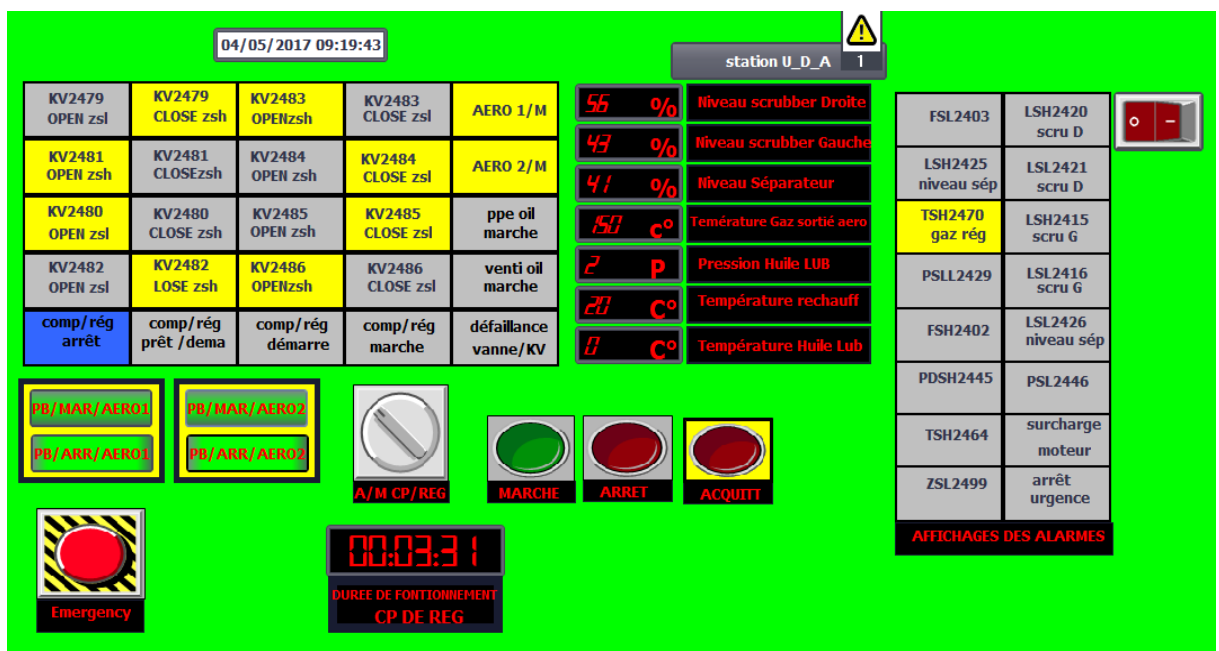 04/05/2017 09:19:43
station U_D_A
1
KV2479
OPEN zsl
KV2479
CLOSE zsh
KV2483
OPENzsh
KV2483
CLOSE zsl
AERO 1/M
KV2481
OPEN zsh
KV2481
CLOSEzsh
KV2484
OPEN zsh
KV2484
CLOSE zsl
AERO 2/M
KV2480
OPEN zsl
KV2480
CLOSE zsh
KV2485
OPEN zsh
KV2485
CLOSE zsl
ppe oil
marche
KV2482
OPEN zsl
KV2482
LOSE zsh
KV2486
OPENzsh
KV2486
CLOSE zsl
venti oil
marche
comp/rég
arrêt
comp/rég
prêt /dema
comp/rég
démarre
comp/rég
marche
défaillance
vanne/KV
56 % Niveau scrubber Droite
43 % Niveau scrubber Gauche
41 % Niveau Séparateur
150 c° Temérature Gaz sortié aero
2 P Pression Huile LUB
20 C° Température rechauff
0 C° Température Huile Lub
FSL2403
LSH2420
scru D
LSH2425
niveau sép
LSL2421
scru D
TSH2470
gaz rég
LSH2415
scru G
PSLL2429
LSL2416
scru G
FSH2402
LSL2426
niveau sép
PDSH2445
PSL2446
TSH2464
surcharge
moteur
ZSL2499
arrêt
urgence
AFFICHAGES DES ALARMES
PB/MAR/AERO1
PB/ARR/AERO1
PB/MAR/AERO2
PB/ARR/AERO2
A/M CP/REG
MARCHE
ARRET
ACQUITT
Emergency
00:03:31
DUREE DE FONTIONNEMENT
CP DE REG